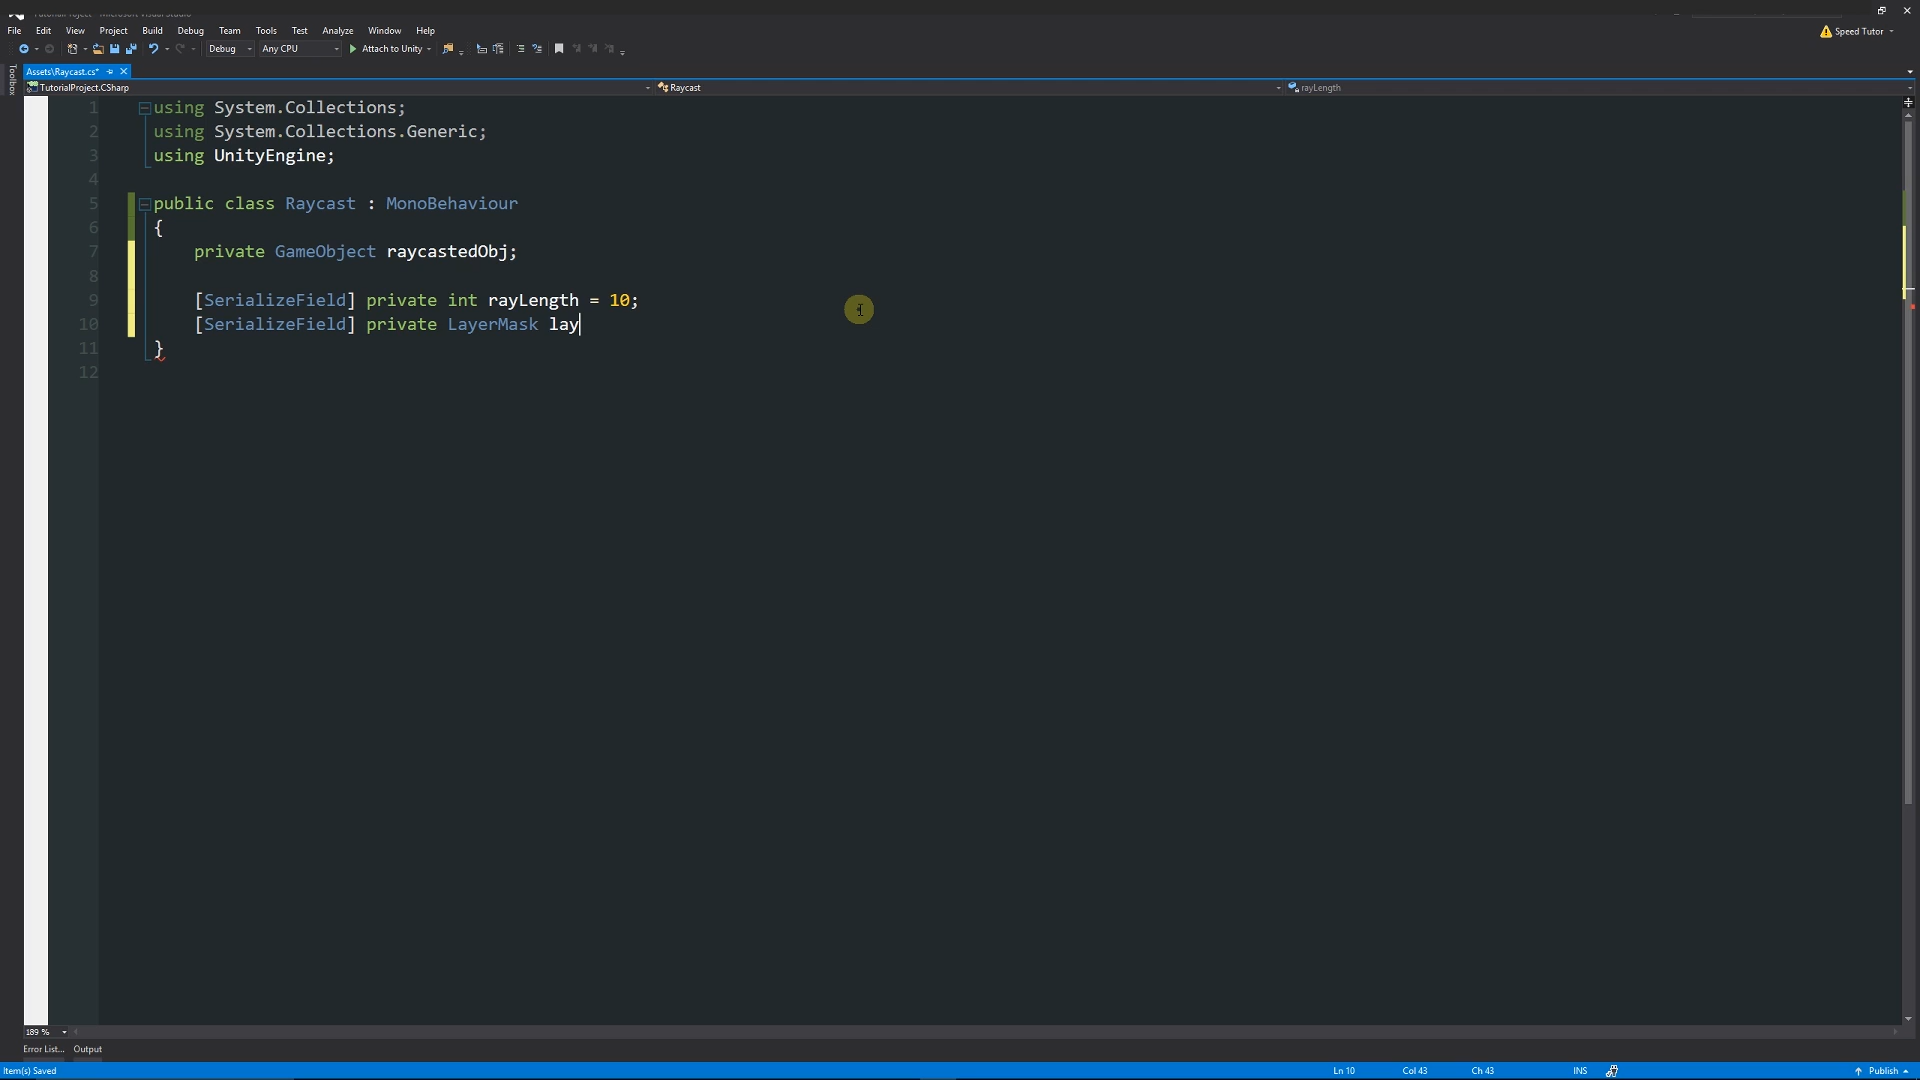 File Edit View Project Build Debug Team Tools Test Analyze Window Help
Speed Tutor
Debug Any CPU Attach to Unity
Toolbox
Assets\Raycast.cs*
TutorialProject.CSharp Raycast rayLength
1 using System.Collections;
2 using System.Collections.Generic;
3 using UnityEngine;
4
5 public class Raycast : MonoBehaviour
6 {
7 private GameObject raycastedObj;
8
9 [SerializeField] private int rayLength = 10;
10 [SerializeField] private LayerMask lay
11 }
12
189 %
Error List... Output
Item(s) Saved Ln 10 Col 43 Ch 43 INS Publish